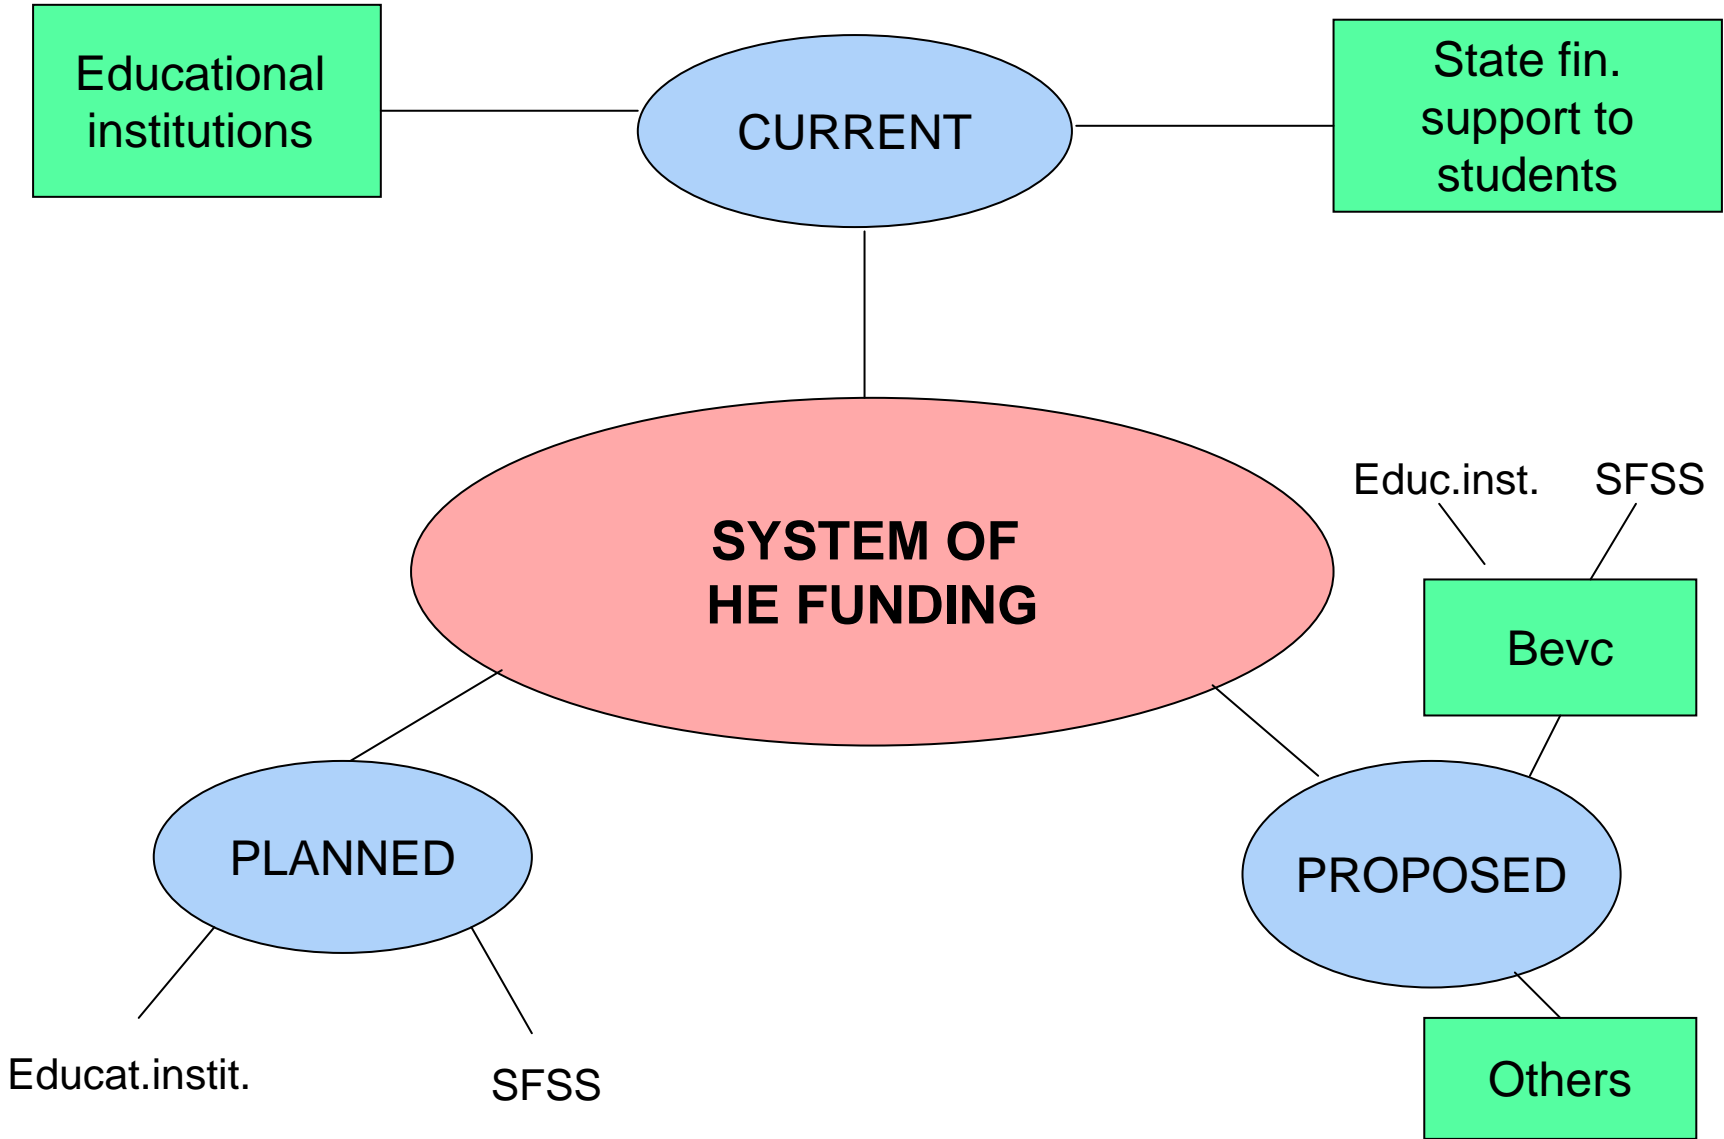 Educational
institutions
CURRENT
State fin.
support to
students
SYSTEM OF
HE FUNDING
Educ.inst.
SFSS
Bevc
PLANNED
PROPOSED
Educat.instit.
SFSS
Others